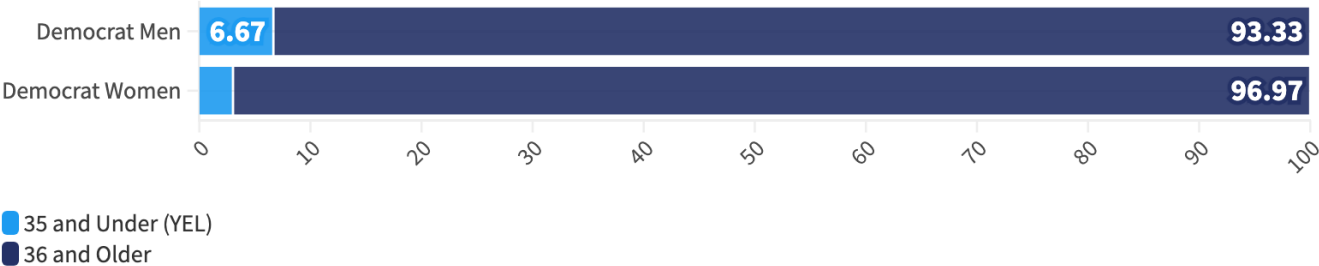 Democrat Men 6.67 93.33
Democrat Women 96.97
0 10 20 30 40 50 60 70 80 90 100
35 and Under (YEL)
36 and Older